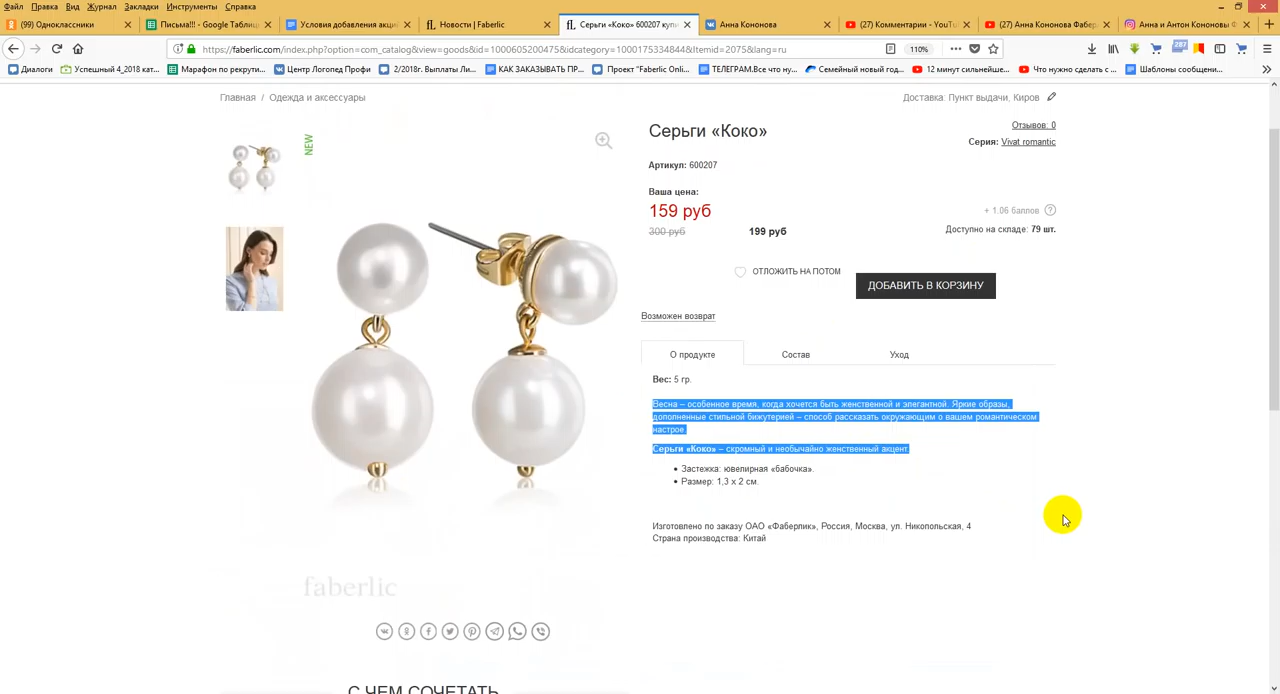 Файл Правка Вид Журнал Закладки Инструменты Справка
(99) Одноклассники
Письма!!! - Google Таблиц
Условия добавления акци
Новости | Faberlic
Серьги «Коко» 600207 купи
Анна Кононова
(27) Комментарии - YouTu
(27) Анна Кононова Фабер
Анна и Антон Кононовы Ф
https://faberlic.com/index.php?option=com_catalog&view=goods&id=1000605200475&idcategory=1000175334844&Itemid=2075&lang=ru
110%
287
Диалоги
Успешный 4_2018 кат...
Марафон по рекрути...
Центр Логопед Профи
2/2018г. Выплаты Ли...
КАК ЗАКАЗЫВАТЬ ПР...
Проект "Faberlic Onli...
ТЕЛЕГРАМ.Все что ну...
Семейный новый год...
12 минут сильнейше...
Что нужно сделать с ...
Шаблоны сообщени...
Главная / Одежда и аксессуары
Доставка: Пункт выдачи, Киров
NEW
Серьги «Коко»
Отзывов: 0
Серия: Vivat romantic
Артикул: 600207
Ваша цена:
159 руб
+ 1.06 баллов ?
300 руб 199 руб
Доступно на складе: 79 шт.
ОТЛОЖИТЬ НА ПОТОМ
ДОБАВИТЬ В КОРЗИНУ
Возможен возврат
О продукте Состав Уход
Вес: 5 гр.
Весна – особенное время, когда хочется быть женственной и элегантной. Яркие образы,
дополненные стильной бижутерией – способ рассказать окружающим о вашем романтическом
настрое.
Серьги «Коко» – скромный и необычайно женственный акцент.
• Застежка: ювелирная «бабочка».
• Размер: 1,3 х 2 см.
Изготовлено по заказу ОАО «Фаберлик», Россия, Москва, ул. Никопольская, 4
Страна производства: Китай
faberlic
С ЧЕМ СОЧЕТАТЬ